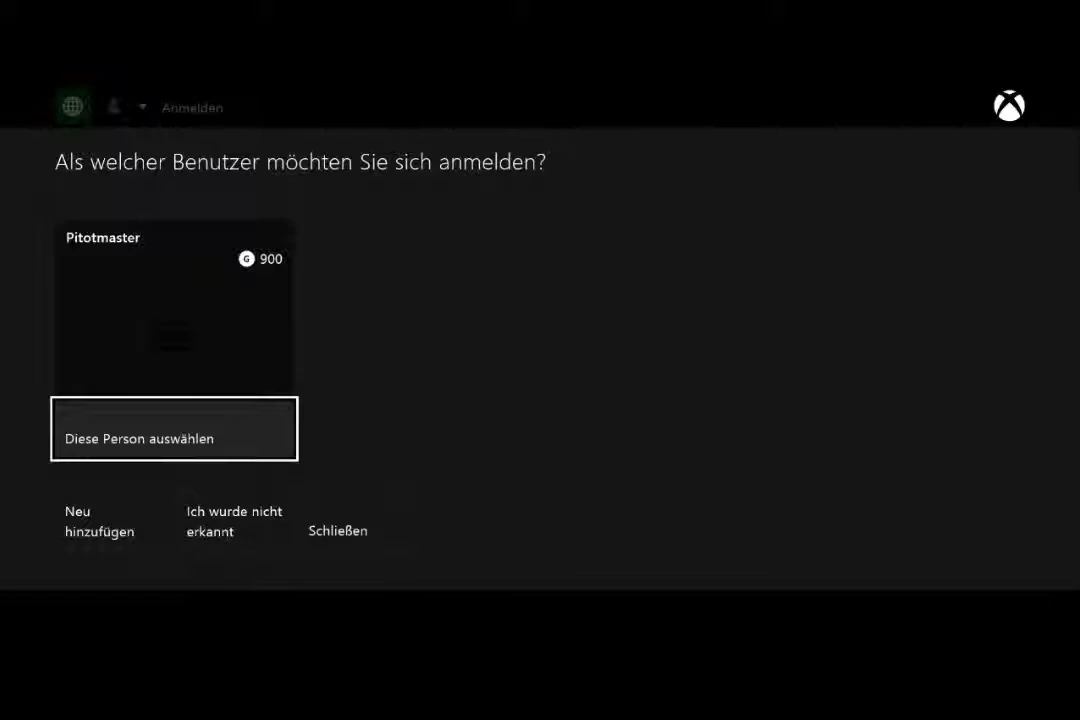 Anmelden
Als welcher Benutzer möchten Sie sich anmelden?
Pitotmaster
G 900
Diese Person auswählen
Neu
hinzufügen
Ich wurde nicht
erkannt
Schließen